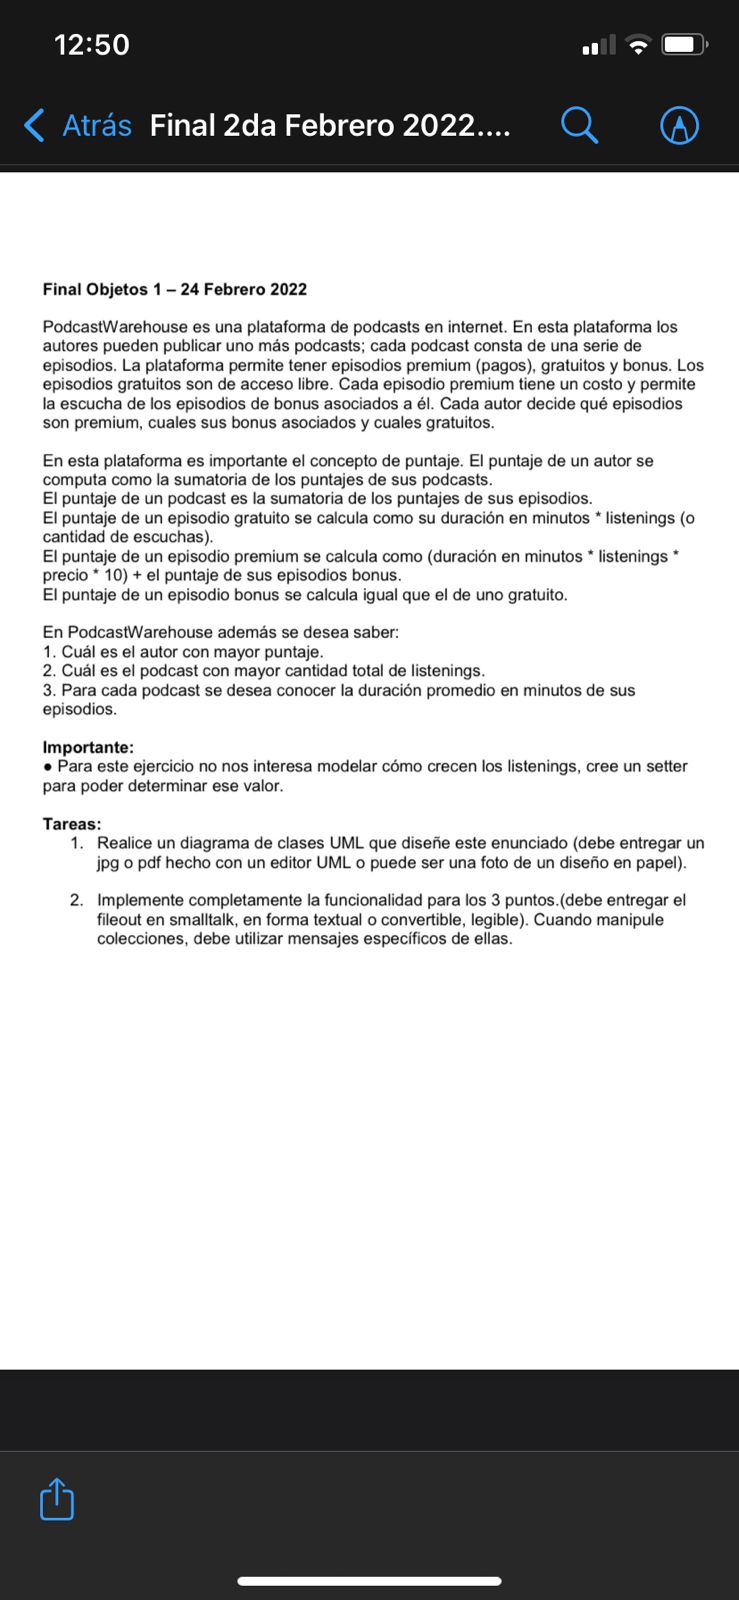 12:50
Atrás Final 2da Febrero 2022....
Final Objetos 1 – 24 Febrero 2022
PodcastWarehouse es una plataforma de podcasts en internet. En esta plataforma los
autores pueden publicar uno más podcasts; cada podcast consta de una serie de
episodios. La plataforma permite tener episodios premium (pagos), gratuitos y bonus. Los
episodios gratuitos son de acceso libre. Cada episodio premium tiene un costo y permite
la escucha de los episodios de bonus asociados a él. Cada autor decide qué episodios
son premium, cuales sus bonus asociados y cuales gratuitos.
En esta plataforma es importante el concepto de puntaje. El puntaje de un autor se
computa como la sumatoria de los puntajes de sus podcasts.
El puntaje de un podcast es la sumatoria de los puntajes de sus episodios.
El puntaje de un episodio gratuito se calcula como su duración en minutos * listenings (o
cantidad de escuchas).
El puntaje de un episodio premium se calcula como (duración en minutos * listenings *
precio * 10) + el puntaje de sus episodios bonus.
El puntaje de un episodio bonus se calcula igual que el de uno gratuito.
En PodcastWarehouse además se desea saber:
1. Cuál es el autor con mayor puntaje.
2. Cuál es el podcast con mayor cantidad total de listenings.
3. Para cada podcast se desea conocer la duración promedio en minutos de sus
episodios.
Importante:
● Para este ejercicio no nos interesa modelar cómo crecen los listenings, cree un setter
para poder determinar ese valor.
Tareas:
1. Realice un diagrama de clases UML que diseñe este enunciado (debe entregar un
jpg o pdf hecho con un editor UML o puede ser una foto de un diseño en papel).
2. Implemente completamente la funcionalidad para los 3 puntos.(debe entregar el
fileout en smalltalk, en forma textual o convertible, legible). Cuando manipule
colecciones, debe utilizar mensajes específicos de ellas.